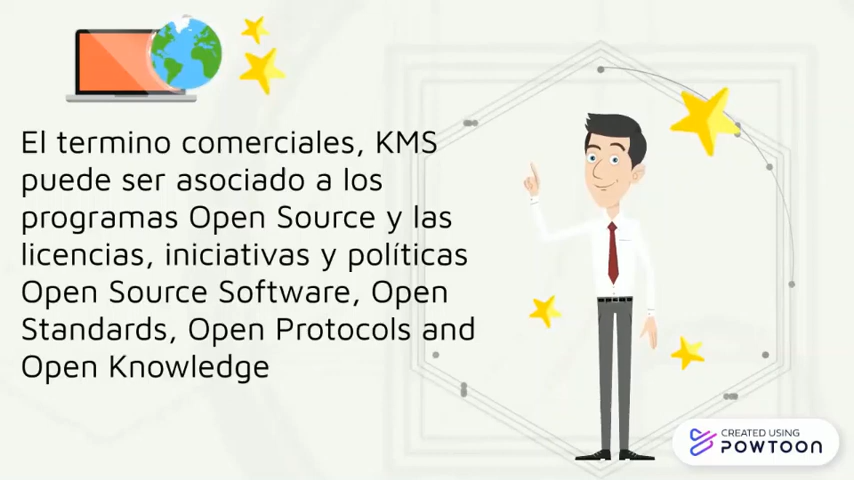 El termino comerciales, KMS
puede ser asociado a los
programas Open Source y las
licencias, iniciativas y políticas
Open Source Software, Open
Standards, Open Protocols and
Open Knowledge
CREATED USING
POWTOON